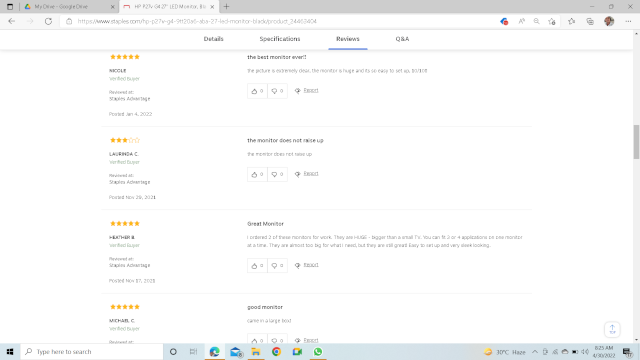 My Drive - Google Drive
HP P27v G4 27" LED Monitor, Bla
https://www.staples.com/hp-p27v-g4-9tt20a6-aba-27-led-monitor-black/product_24462404
Details Specifications Reviews Q&A
the best monitor ever!!
NICOLE
the picture is extremely clear, the monitor is huge and its so easy to set up,
Verified Buyer
0 0 Report
Reviewed at:
Staples Advantage
Posted Jan 4, 2022
the monitor does not raise up
LAURINDA C.
the monitor does not raise up
Verified Buyer
0 0 Report
Reviewed at:
Staples Advantage
Posted Nov 29, 2021
Great Monitor
HEATHER B
I ordered 2 of these monitors for work. They are HUGE - bigger than a small TV. You can fit 3 or 4 applications on one monitor
Verified Buyer
at a time. They are almost too big for what I need, but they are still great! Easy to set up and very sleek looking.
0 0 Report
Reviewed at:
Staples Advantage
Posted Nov 17, 2020
good monitor
MICHAEL C
came in a large box!
Verified Buyer
0 0 Report
Reviewed at:
Type here to search
30°C Haze
8:25 AM
4/30/2022